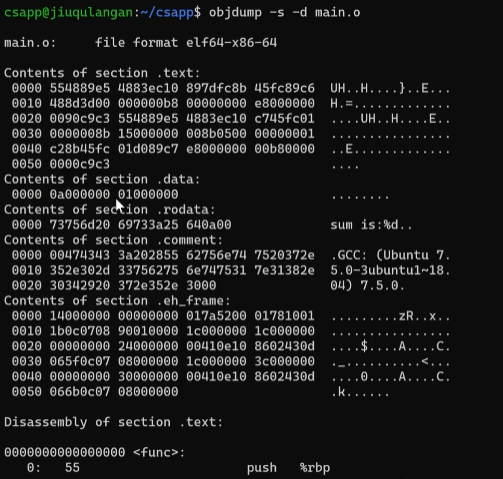 csapp@jiuqulangan:~/csapp$ objdump -s -d main.o
main.o:     file format elf64-x86-64
Contents of section .text:
 0000 554889e5 4883ec10 897dfc8b 45fc89c6  UH..H....}..E...
 0010 488d3d00 000000b8 00000000 e8000000  H.=.............
 0020 0090c9c3 554889e5 4883ec10 c745fc01  ....UH..H....E..
 0030 0000008b 15000000 008b0500 00000001  ................
 0040 c28b45fc 01d089c7 e8000000 00b80000  ..E.............
 0050 0000c9c3                             ....
Contents of section .data:
 0000 0a000000 01000000                    ........
Contents of section .rodata:
 0000 73756d20 69733a25 640a00             sum is:%d..
Contents of section .comment:
 0000 00474343 3a202855 62756e74 7520372e  .GCC: (Ubuntu 7.
 0010 352e302d 33756275 6e747531 7e31382e  5.0-3ubuntu1~18.
 0020 30342920 372e352e 3000               04) 7.5.0.
Contents of section .eh_frame:
 0000 14000000 00000000 017a5200 01781001  .........zR..x..
 0010 1b0c0708 90010000 1c000000 1c000000  ................
 0020 00000000 24000000 00410e10 8602430d  ....$....A....C.
 0030 065f0c07 08000000 1c000000 3c000000  ._..........<...
 0040 00000000 30000000 00410e10 8602430d  ....0....A....C.
 0050 066b0c07 08000000                    .k......
Disassembly of section .text:
0000000000000000 <func>:
   0:   55                      push   %rbp